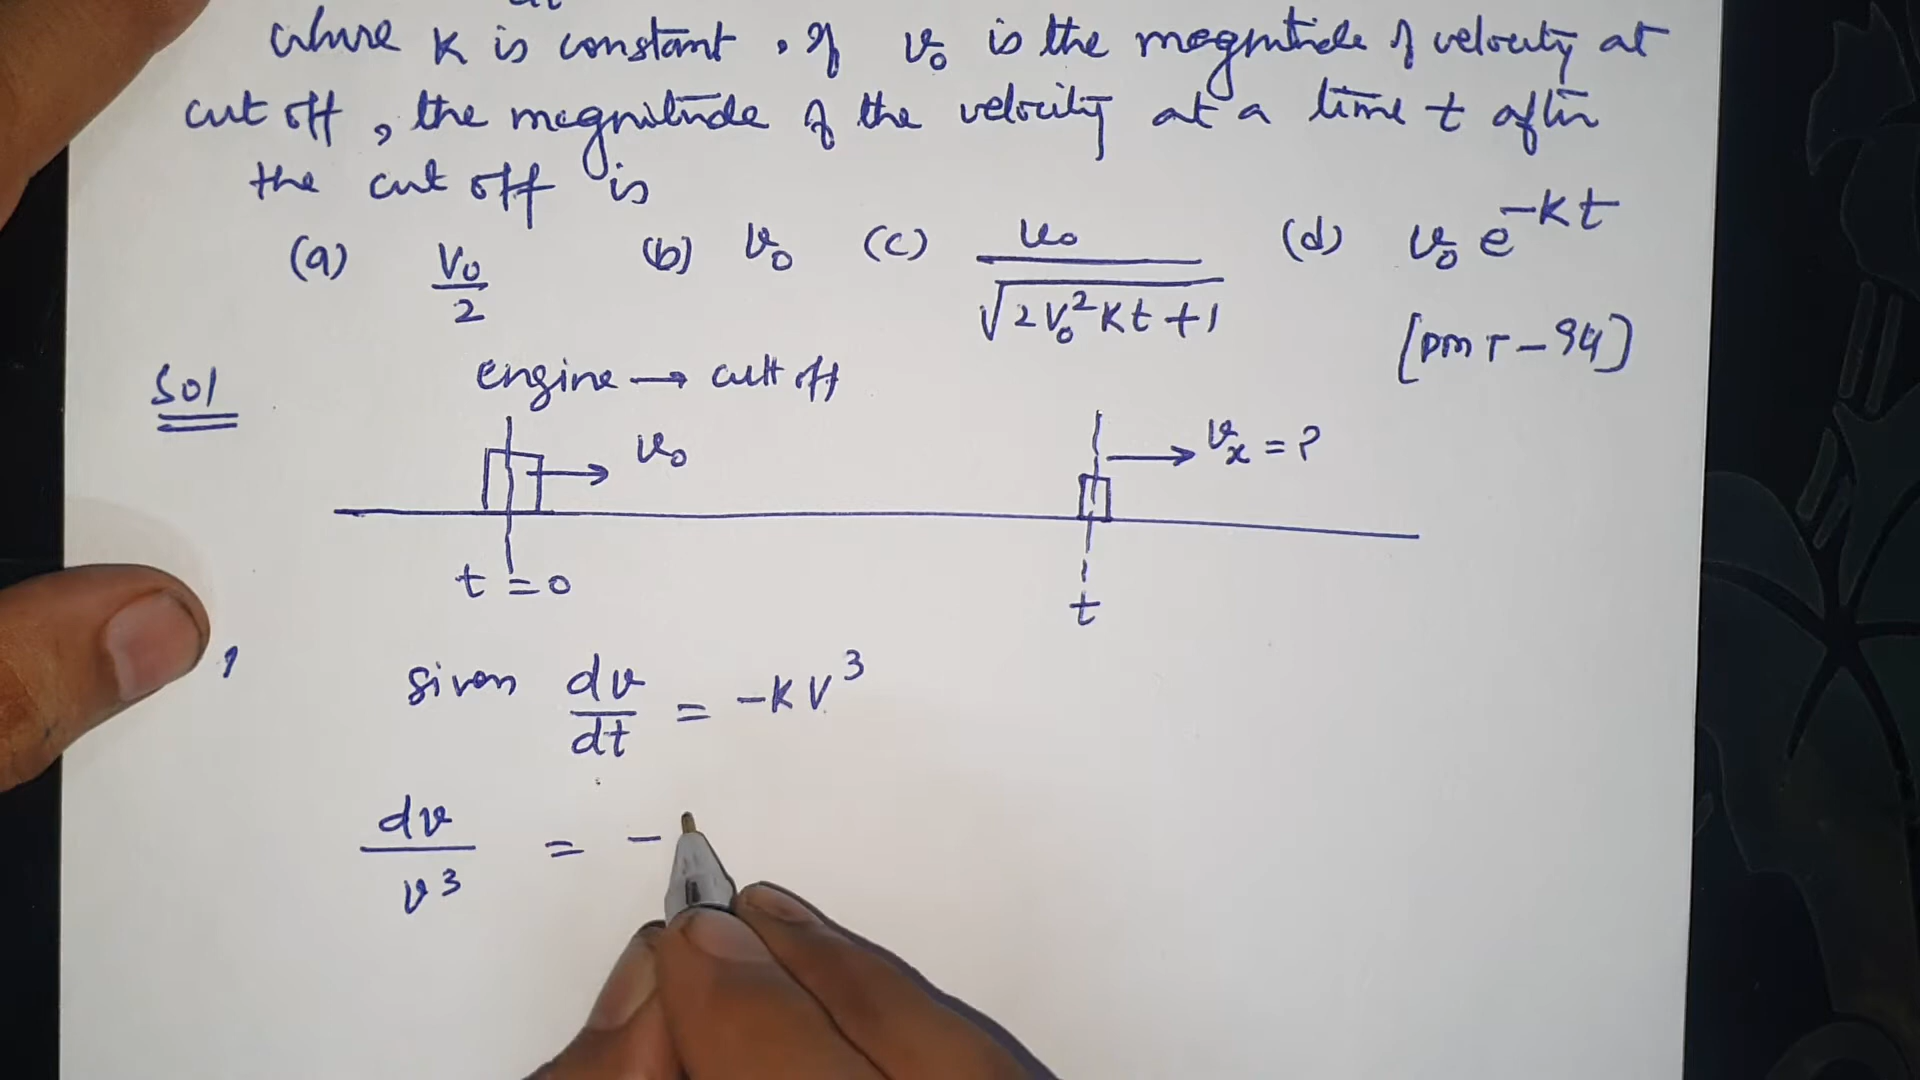 where K is constant. If v₀ is the magnitude of velocity at
cut off, the magnitude of the velocity at a time t after
the cut off is
(a) V₀/2 (b) v₀ (c) v₀/√(2V₀²Kt+1) (d) v₀ e^(-Kt)
[PMT-94]
Sol
engine → cutt off
v₀
vₓ = ?
t = 0
t
given dv/dt = -KV³
dv/v³ = -